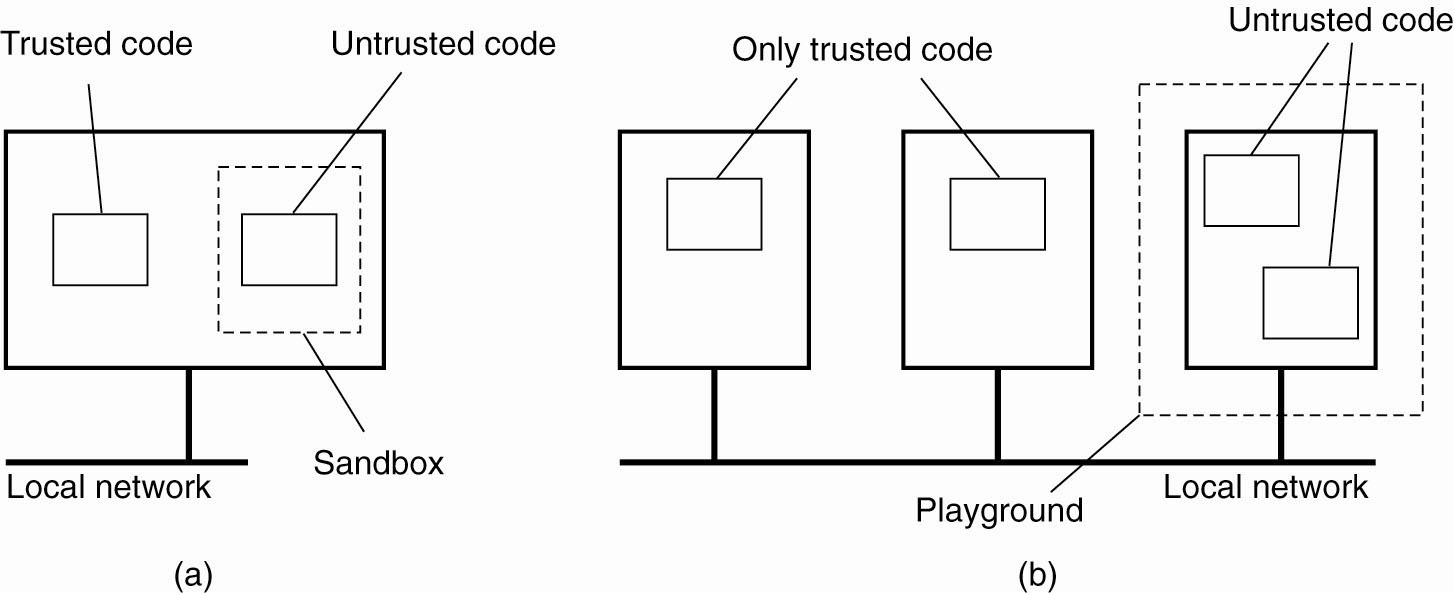 Trusted code
Untrusted code
Sandbox
Local network
(a)
Only trusted code
Untrusted code
Playground
Local network
(b)